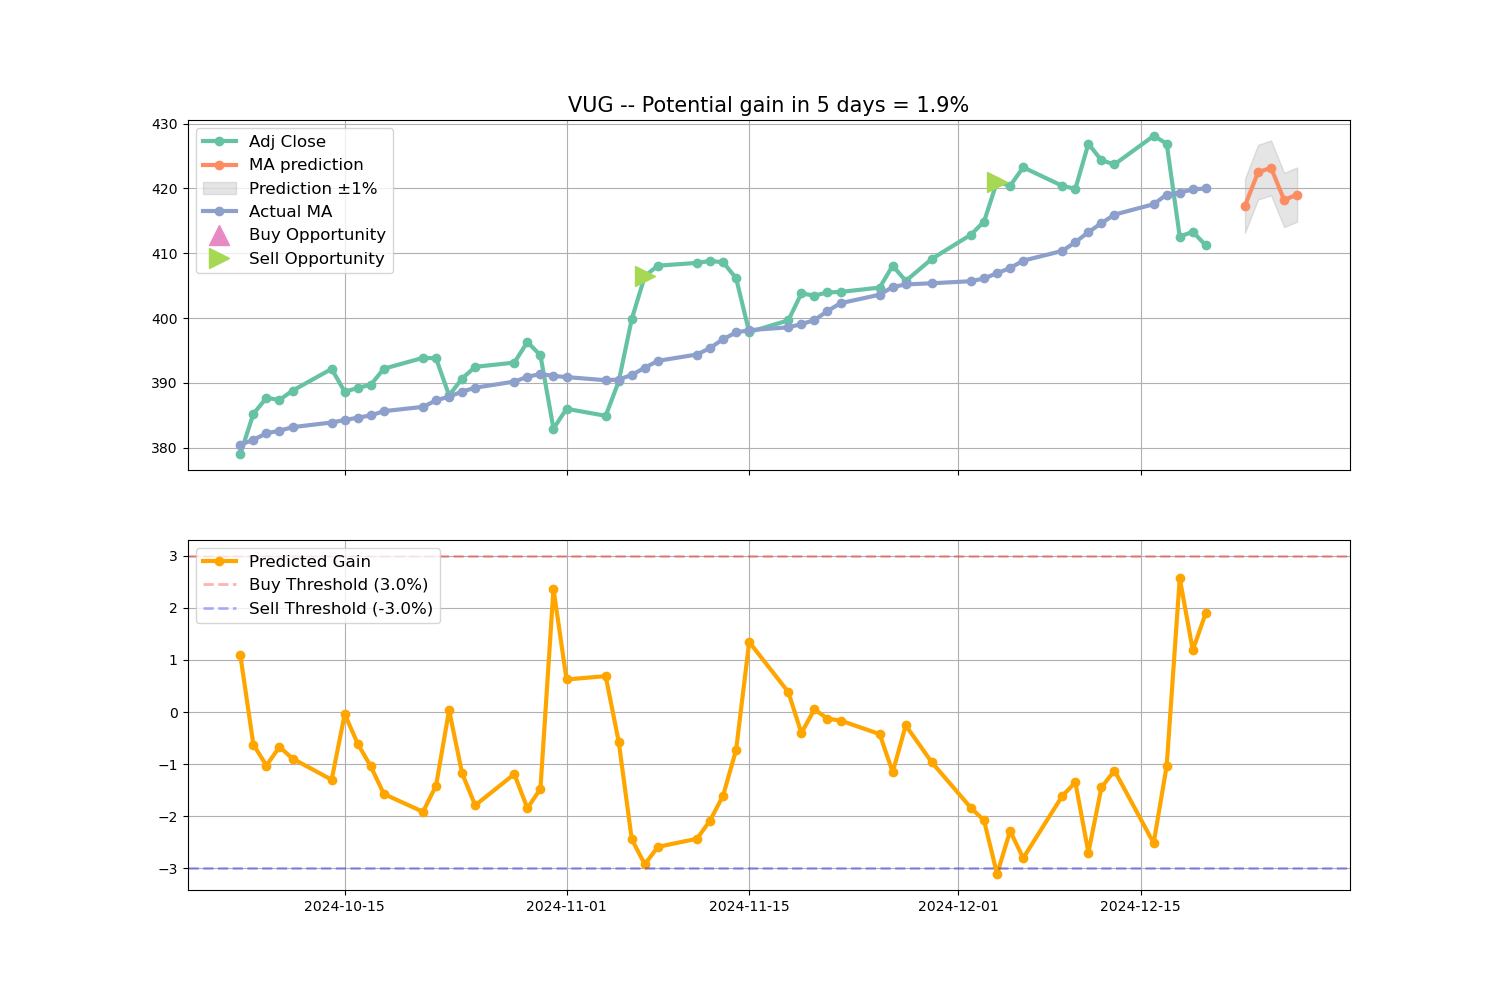 VUG -- Potential gain in 5 days = 1.9%
430
420
410
400
390
380
Adj Close
MA prediction
Prediction ±1%
Actual MA
Buy Opportunity
Sell Opportunity
3
2
1
0
−1
−2
−3
Predicted Gain
Buy Threshold (3.0%)
Sell Threshold (-3.0%)
2024-10-15
2024-11-01
2024-11-15
2024-12-01
2024-12-15